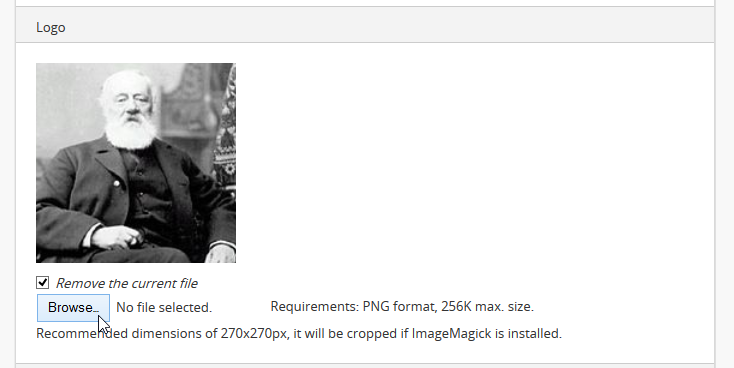 Logo
Remove the current file
Browse... No file selected. Requirements: PNG format, 256K max. size.
Recommended dimensions of 270x270px, it will be cropped if ImageMagick is installed.